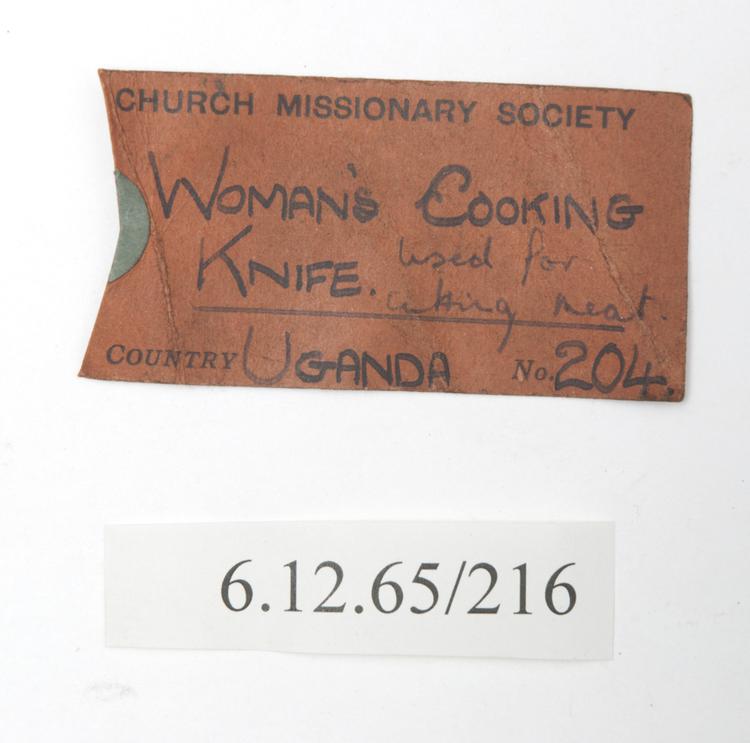 CHURCH MISSIONARY SOCIETY
WOMAN'S COOKING
KNIFE. used for
cutting meat.
COUNTRY UGANDA No. 204.
6.12.65/216